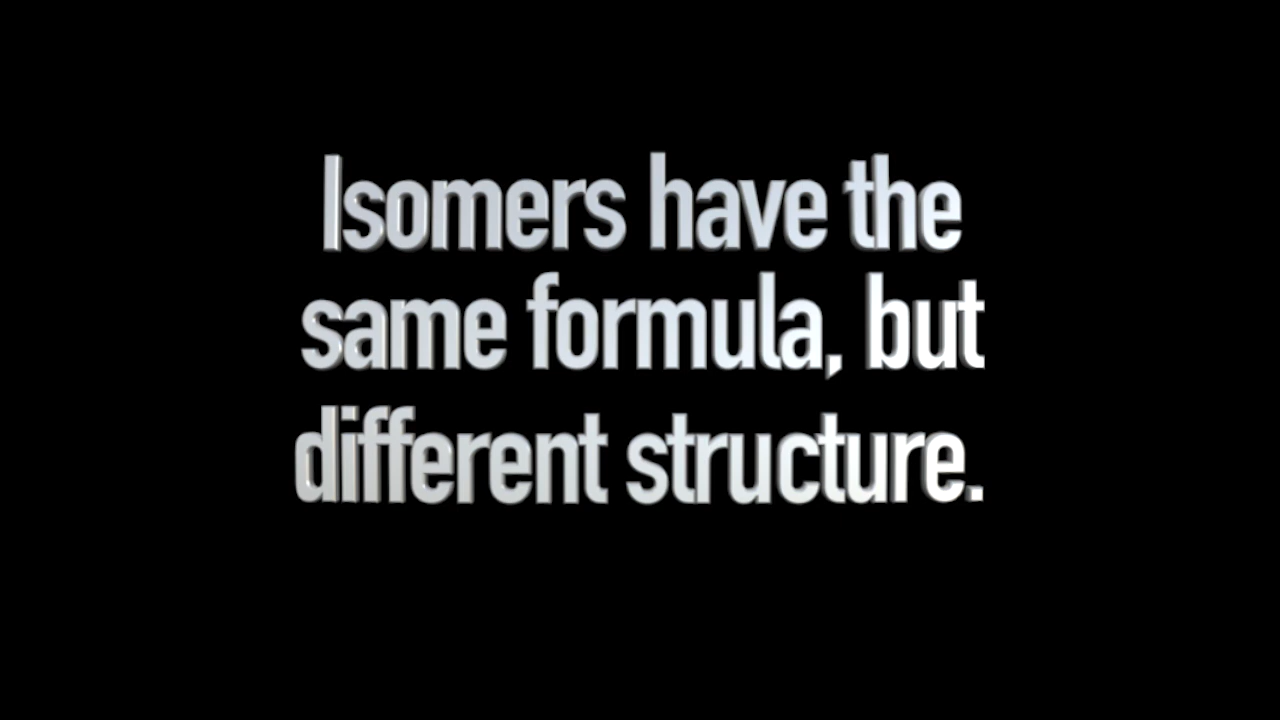 Isomers have the
same formula, but
different structure.